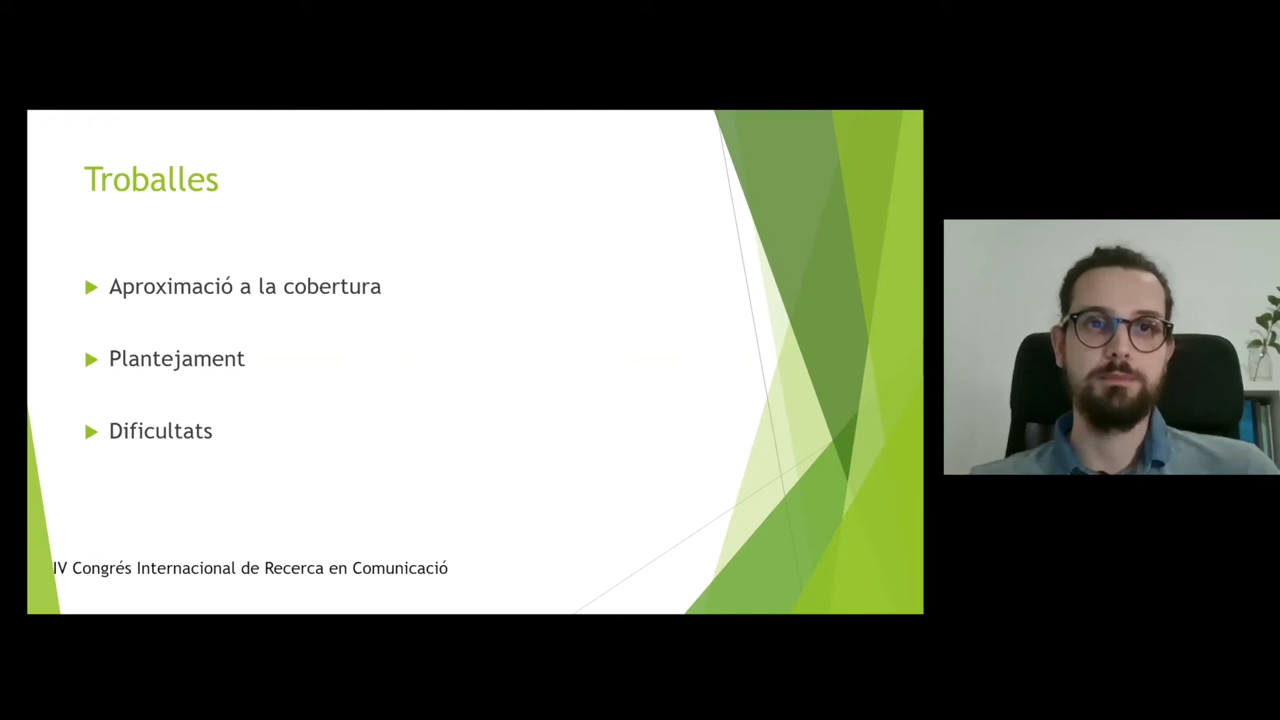 Troballes
Aproximació a la cobertura
Plantejament
Dificultats
IV Congrés Internacional de Recerca en Comunicació